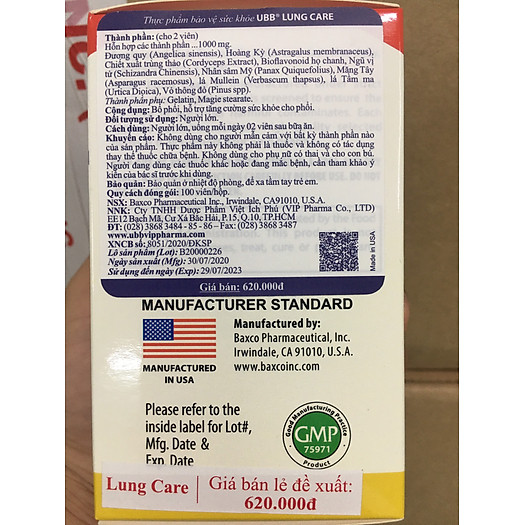 Thực phẩm bảo vệ sức khỏe UBB® LUNG CARE
Thành phần: (cho 2 viên)
Hỗn hợp các thành phần ...1000 mg.
Đương quy (Angelica sinensis), Hoàng Kỳ (Astragalus membranaceus),
Chiết xuất trùng thảo (Cordyceps Extract), Bioflavonoid họ chanh, Ngũ vị
tử (Schizandra Chinensis), Nhân sâm Mỹ (Panax Quiquefolius), Măng Tây
(Asparagus racemosus), lá Mullein (Verbascum thapsus), lá Tầm ma
(Urtica Dipica), Vỏ thông đỏ (Pinus spp).
Thành phần phụ: Gelatin, Magie stearate.
Công dụng: Bổ phổi, hỗ trợ tăng cường sức khỏe cho phổi.
Đối tượng sử dụng: Người lớn.
Cách dùng: Người lớn, uống mỗi ngày 02 viên sau bữa ăn.
Khuyến cáo: Không dùng cho người mẫn cảm với bất kỳ thành phần nào
của sản phẩm. Thực phẩm này không phải là thuốc và không có tác dụng
thay thế thuốc chữa bệnh. Không dùng cho phụ nữ có thai và cho con bú.
Người đang dùng các thuốc khác hoặc đang mắc bệnh, cần tham khảo ý
kiến của bác sĩ trước khi dùng.
Bảo quản: Bảo quản ở nhiệt độ phòng, để xa tầm tay trẻ em.
Quy cách đóng gói: 100 viên/hộp.
NSX: Baxco Pharmaceutical Inc., Irwindale, CA91010, U.S.
NNK: Cty TNHH Dược Phẩm Việt Ích Phú (VIP Pharma Co., LTD)
EE12 Bạch Mã, Cư Xá Bắc Hải, P.15, Q.10, TP.HCM
ĐT: (028) 3868 3484 - 85 - 86 – Fax: (028) 3868 3487
www.ubbvippharma.com
XNCB số: 8051/2020/ĐKSP
Lô sản phẩm (Lot): B20000226
Ngày sản xuất (Mfg): 30/07/2020
Sử dụng đến ngày (Exp): 29/07/2023
Made in USA
Giá bán: 620.000đ
MANUFACTURER STANDARD
MANUFACTURED
IN USA
Manufactured by:
Baxco Pharmaceutical, Inc.
Irwindale, CA 91010, U.S.A.
www.baxcoinc.com
Please refer to the
inside label for Lot#,
Mfg. Date &
Exp. Date
Good Manufacturing Practice
GMP
75971
Product
Lung Care
Giá bán lẻ đề xuất:
620.000đ